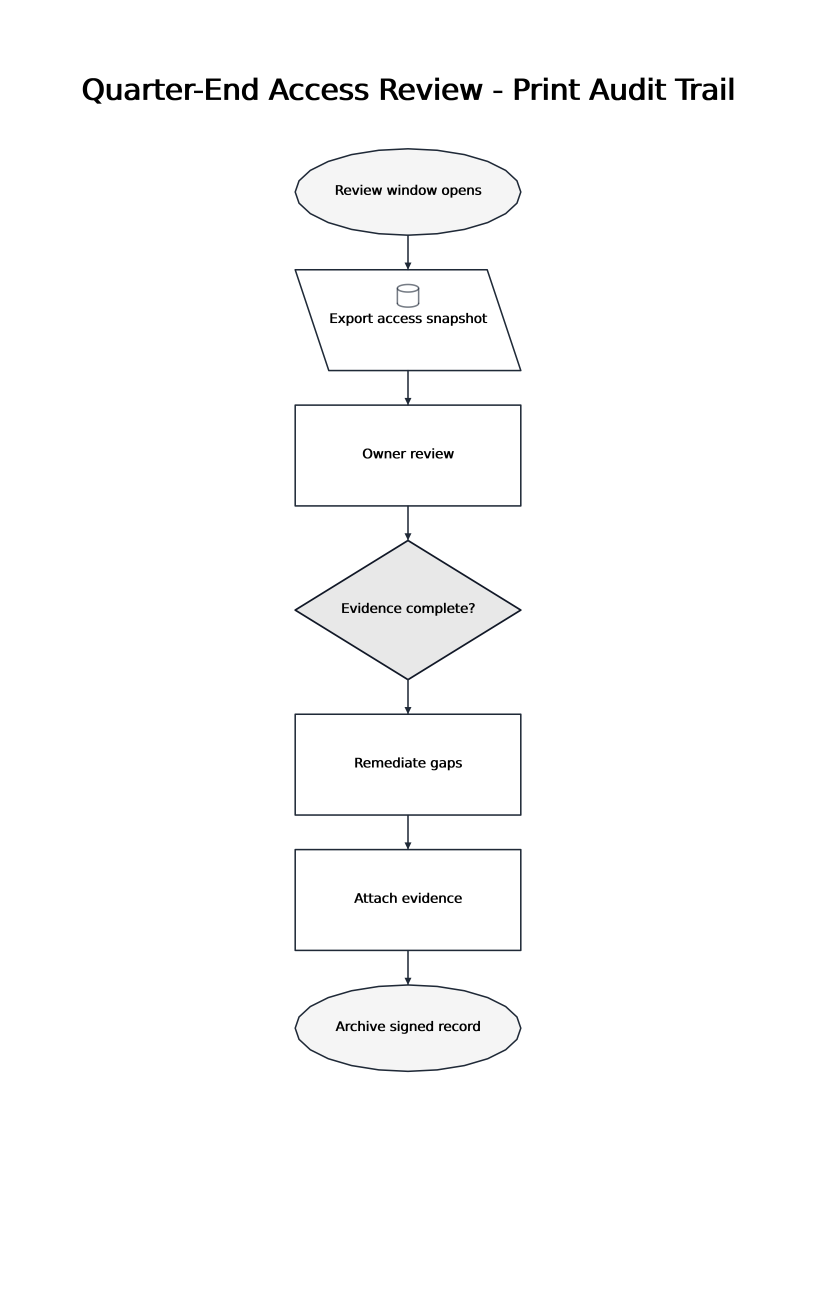 Quarter-End Access Review - Print Audit Trail
Review window opens
Export access snapshot
Owner review
Evidence complete?
Remediate gaps
Attach evidence
Archive signed record